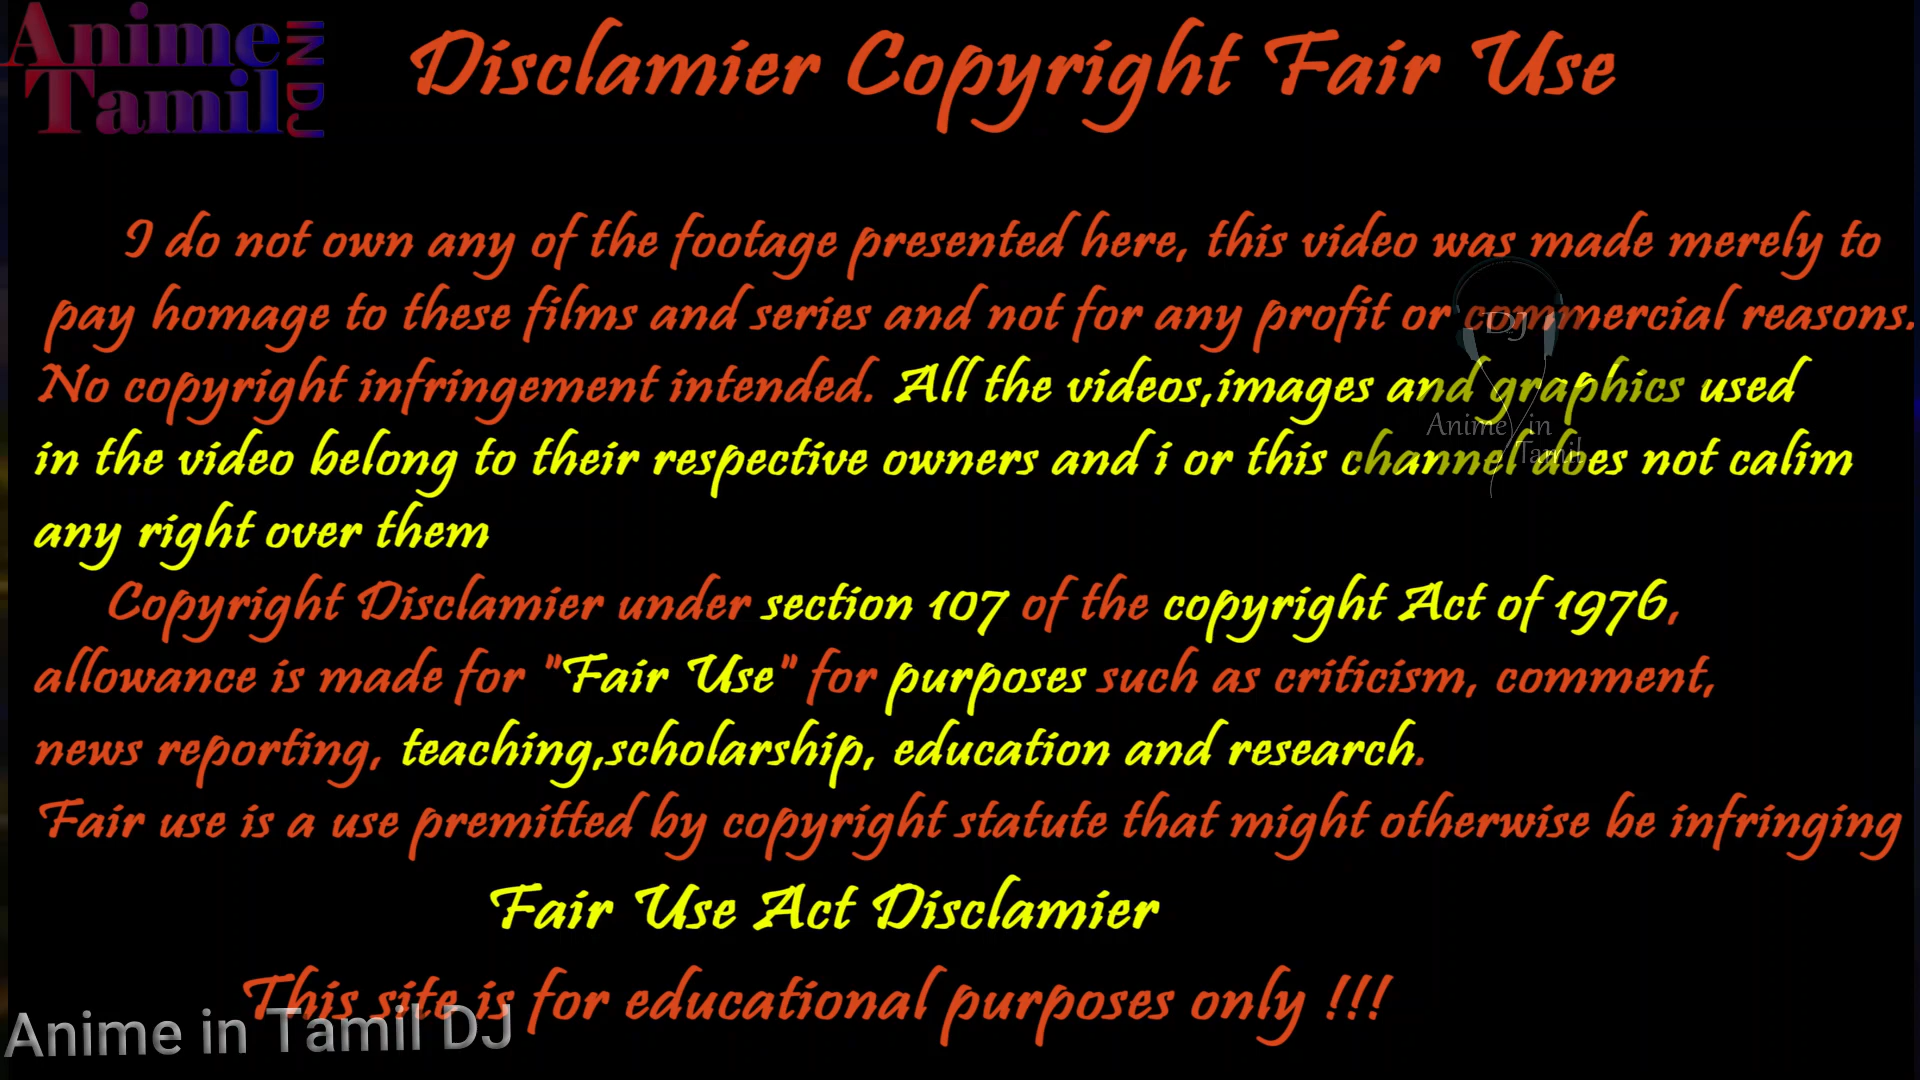 Anime
Tamil
IN DJ
Disclamier Copyright Fair Use
I do not own any of the footage presented here, this video was made merely to
pay homage to these films and series and not for any profit or commercial reasons.
No copyright infringement intended. All the videos,images and graphics used
in the video belong to their respective owners and i or this channel does not calim
any right over them
DJ
Anime in
Tamil
Copyright Disclamier under section 107 of the copyright Act of 1976,
allowance is made for "Fair Use" for purposes such as criticism, comment,
news reporting, teaching,scholarship, education and research.
Fair use is a use premitted by copyright statute that might otherwise be infringing
Fair Use Act Disclamier
This site is for educational purposes only !!!
Anime in Tamil DJ